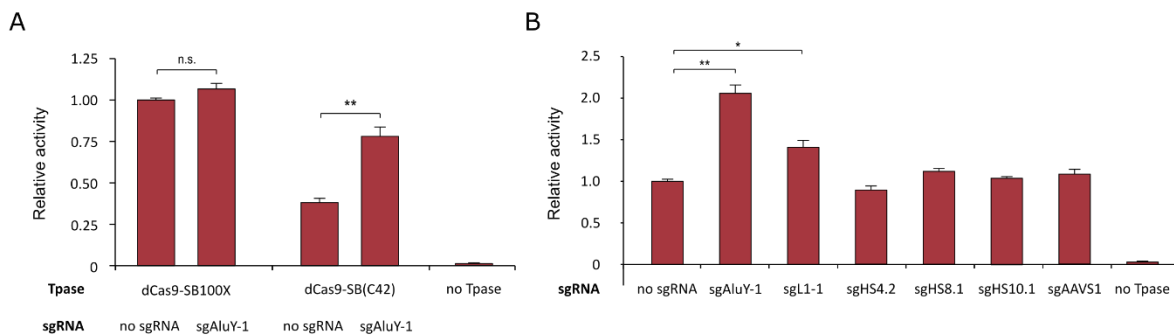 A
Relative activity
1.25
1.00
0.75
0.50
0.25
0
n.s.
**
Tpase dCas9-SB100X dCas9-SB(C42) no Tpase
sgRNA no sgRNA sgAluY-1 no sgRNA sgAluY-1
B
Relative activity
2.5
2.0
1.5
1.0
0.5
0.0
*
**
sgRNA no sgRNA sgAluY-1 sgL1-1 sgHS4.2 sgHS8.1 sgHS10.1 sgAAVS1 no Tpase